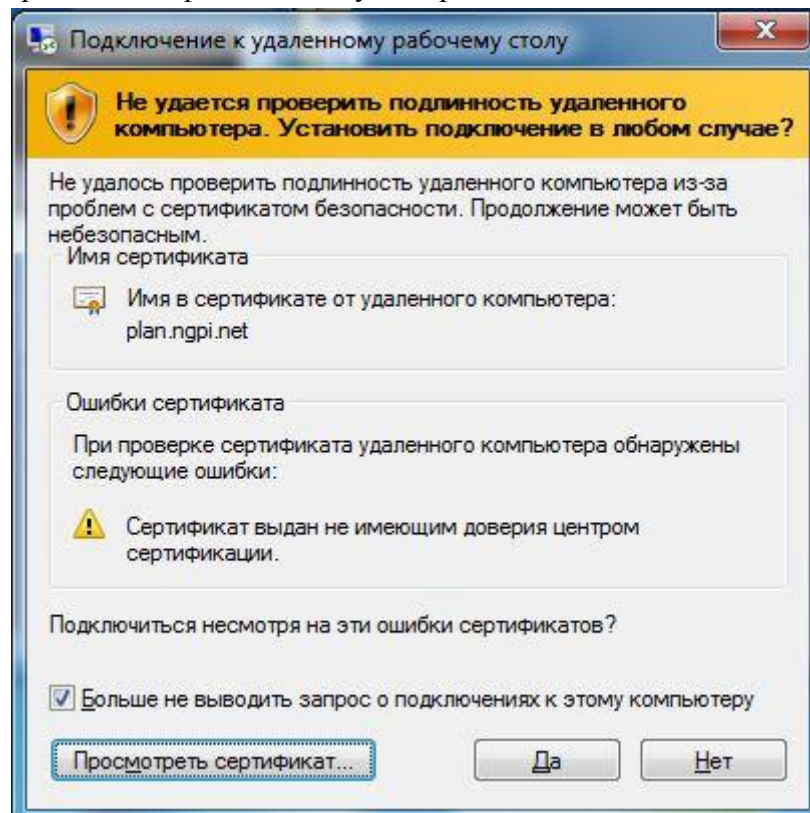 Подключение к удаленному рабочему столу
Не удается проверить подлинность удаленного
компьютера. Установить подключение в любом случае?
Не удалось проверить подлинность удаленного компьютера из-за
проблем с сертификатом безопасности. Продолжение может быть
небезопасным.
Имя сертификата
Имя в сертификате от удаленного компьютера:
plan.ngpi.net
Ошибки сертификата
При проверке сертификата удаленного компьютера обнаружены
следующие ошибки:
Сертификат выдан не имеющим доверия центром
сертификации.
Подключиться несмотря на эти ошибки сертификатов?
Больше не выводить запрос о подключениях к этому компьютеру
Просмотреть сертификат... Да Нет